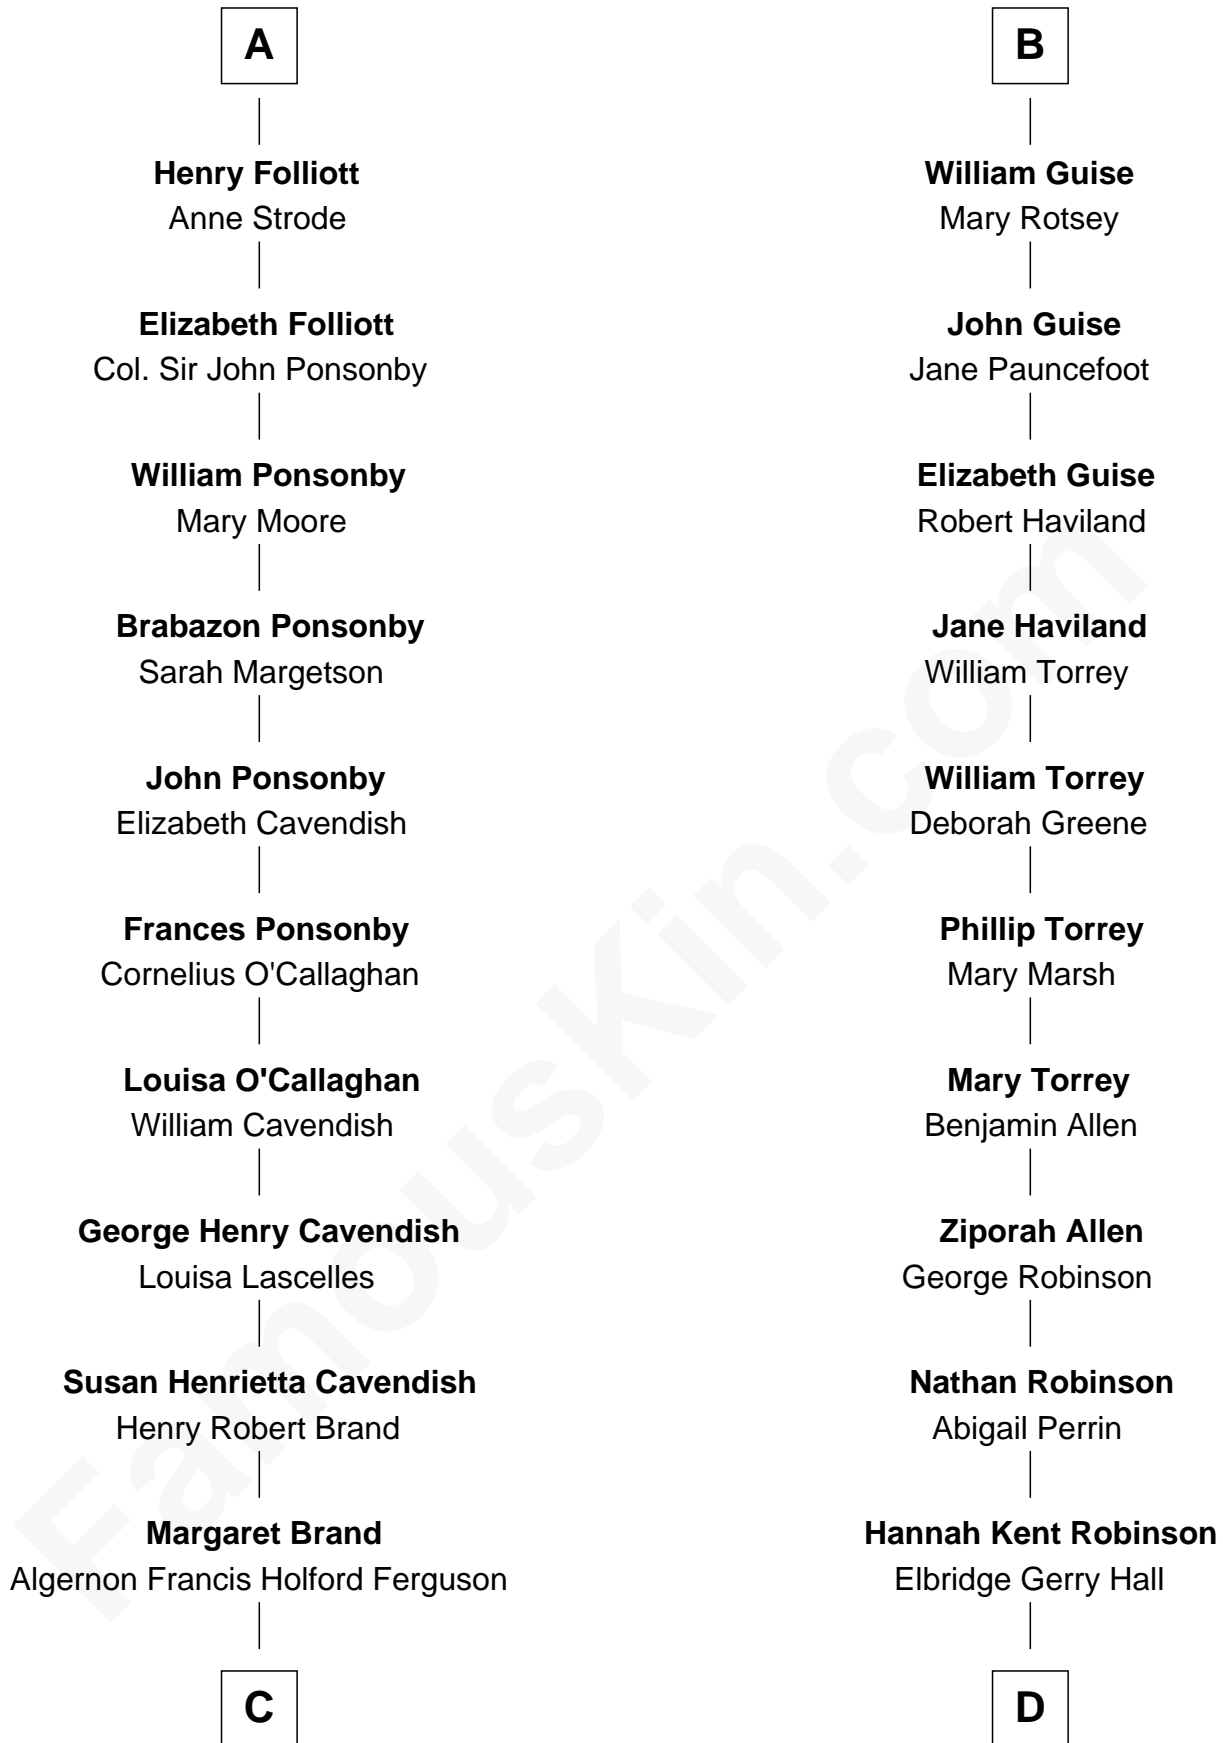 A
Henry Folliott
Anne Strode
Elizabeth Folliott
Col. Sir John Ponsonby
William Ponsonby
Mary Moore
Brabazon Ponsonby
Sarah Margetson
John Ponsonby
Elizabeth Cavendish
Frances Ponsonby
Cornelius O'Callaghan
Louisa O'Callaghan
William Cavendish
George Henry Cavendish
Louisa Lascelles
Susan Henrietta Cavendish
Henry Robert Brand
Margaret Brand
Algernon Francis Holford Ferguson
C
B
William Guise
Mary Rotsey
John Guise
Jane Pauncefoot
Elizabeth Guise
Robert Haviland
Jane Haviland
William Torrey
William Torrey
Deborah Greene
Phillip Torrey
Mary Marsh
Mary Torrey
Benjamin Allen
Ziporah Allen
George Robinson
Nathan Robinson
Abigail Perrin
Hannah Kent Robinson
Elbridge Gerry Hall
D
FamousKin.com